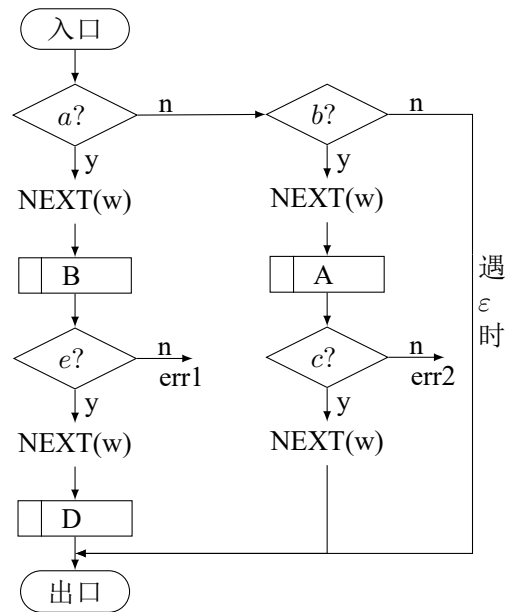 入口
a?
n
b?
n
y
y
NEXT(w)
NEXT(w)
B
A
遇
ε
时
e?
n
err1
c?
n
err2
y
y
NEXT(w)
NEXT(w)
D
出口